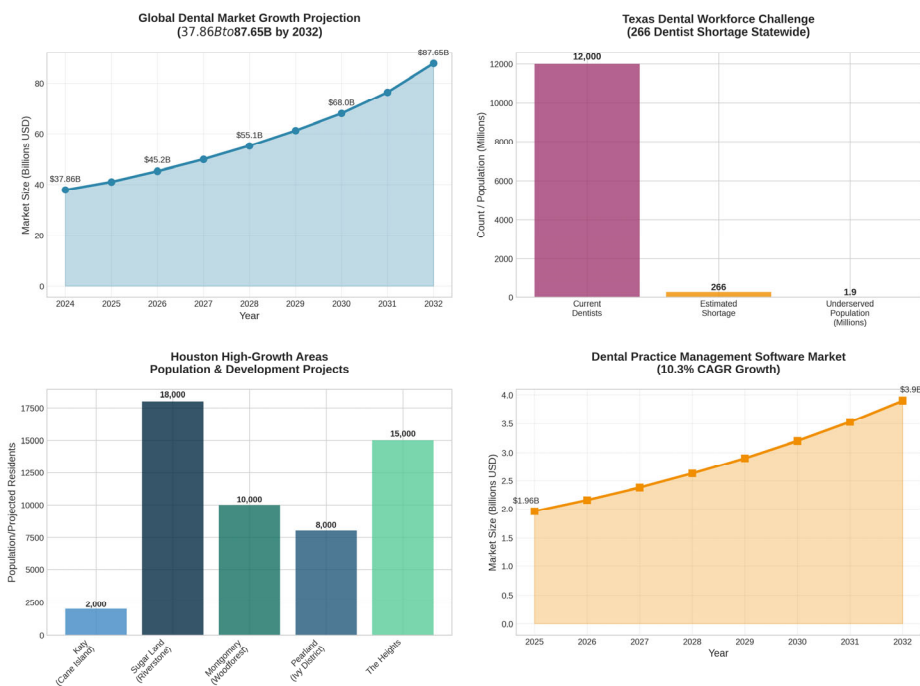 Global Dental Market Growth Projection
(37.86Bto87.65B by 2032)
Market Size (Billions USD)
80
60
40
20
0
$37.86B
$45.2B
$55.1B
$68.0B
$87.65B
2024 2025 2026 2027 2028 2029 2030 2031 2032
Year
Texas Dental Workforce Challenge
(266 Dentist Shortage Statewide)
Count / Population (Millions)
12000
10000
8000
6000
4000
2000
0
12,000
266
1.9
Current
Dentists
Estimated
Shortage
Underserved
Population
(Millions)
Houston High-Growth Areas
Population & Development Projects
Population/Projected Residents
17500
15000
12500
10000
7500
5000
2500
0
2,000
18,000
10,000
8,000
15,000
Katy
(Cane Island)
Sugar Land
(Riverstone)
Montgomery
(Woodforest)
Pearland
(Ivy District)
The Heights
Dental Practice Management Software Market
(10.3% CAGR Growth)
Market Size (Billions USD)
4.0
3.5
3.0
2.5
2.0
1.5
1.0
0.5
0.0
$1.96B
$3.9B
2025 2026 2027 2028 2029 2030 2031 2032
Year